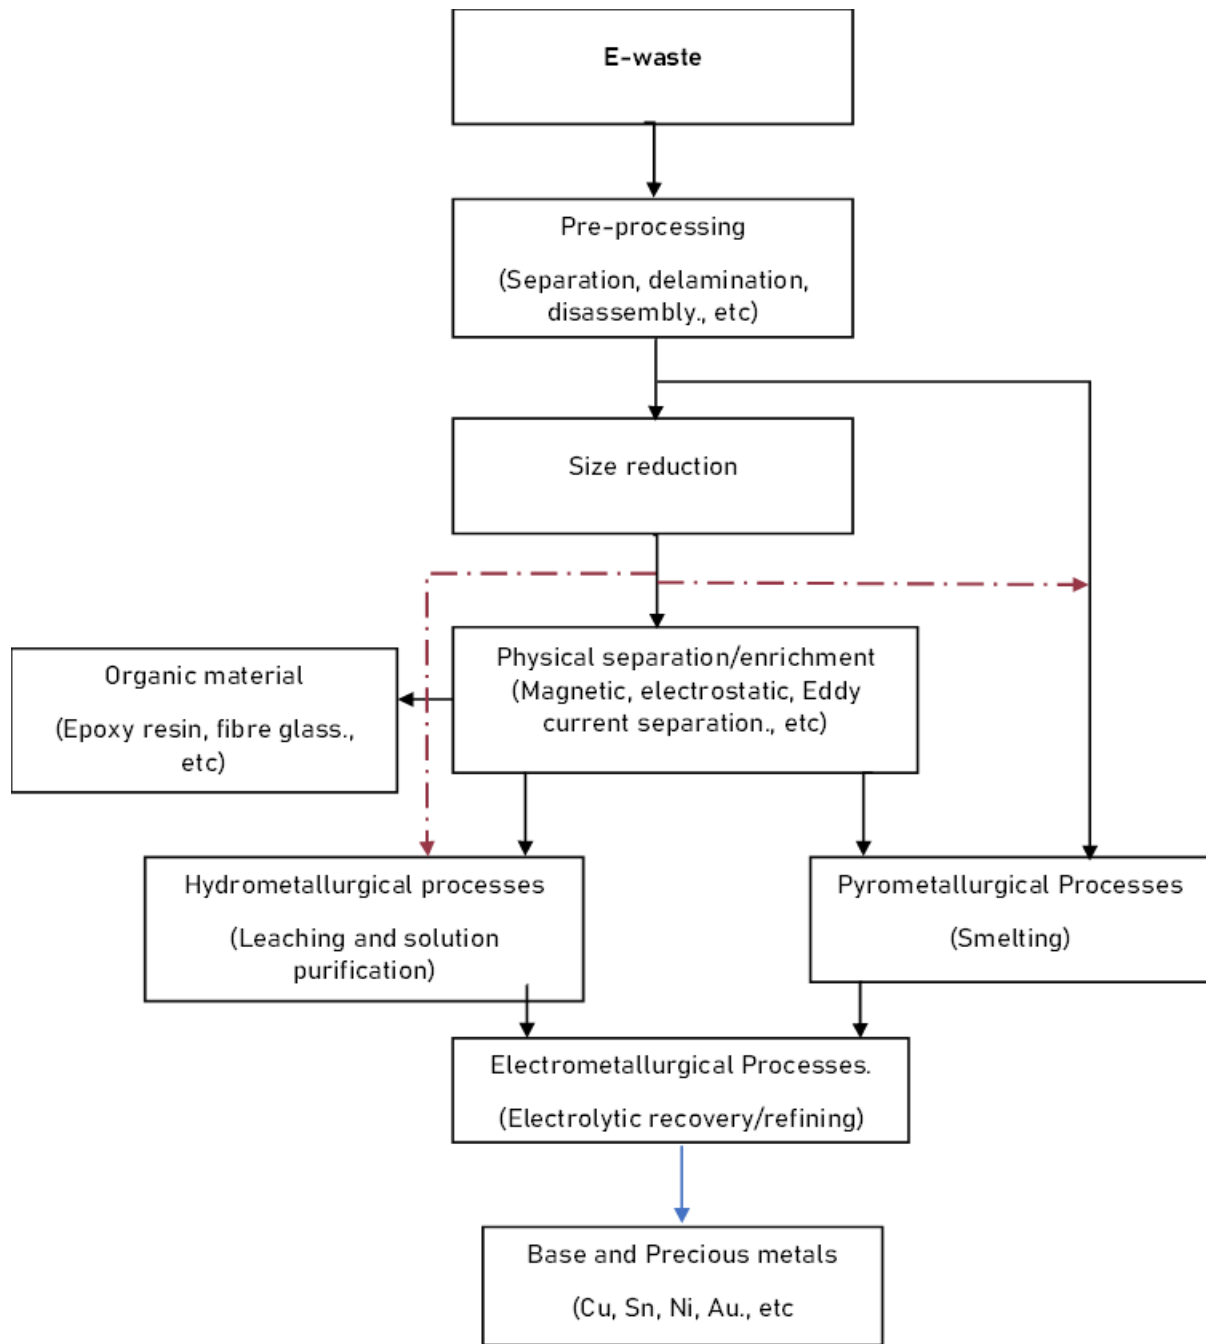 E-waste
Pre-processing
(Separation, delamination,
disassembly., etc)
Size reduction
Physical separation/enrichment
(Magnetic, electrostatic, Eddy
current separation., etc)
Organic material
(Epoxy resin, fibre glass.,
etc)
Hydrometallurgical processes
(Leaching and solution
purification)
Pyrometallurgical Processes
(Smelting)
Electrometallurgical Processes.
(Electrolytic recovery/refining)
Base and Precious metals
(Cu, Sn, Ni, Au., etc